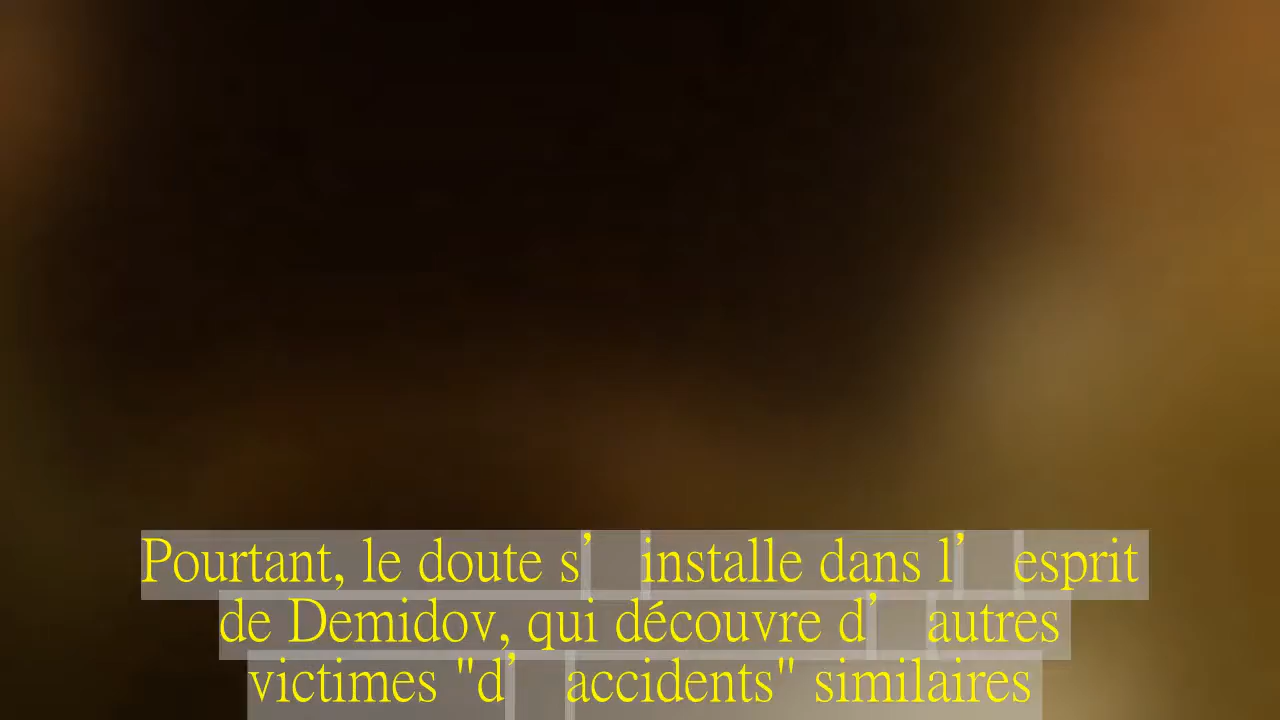 Pourtant, le doute s’installe dans l’esprit
de Demidov, qui découvre d’autres
victimes "d’accidents" similaires